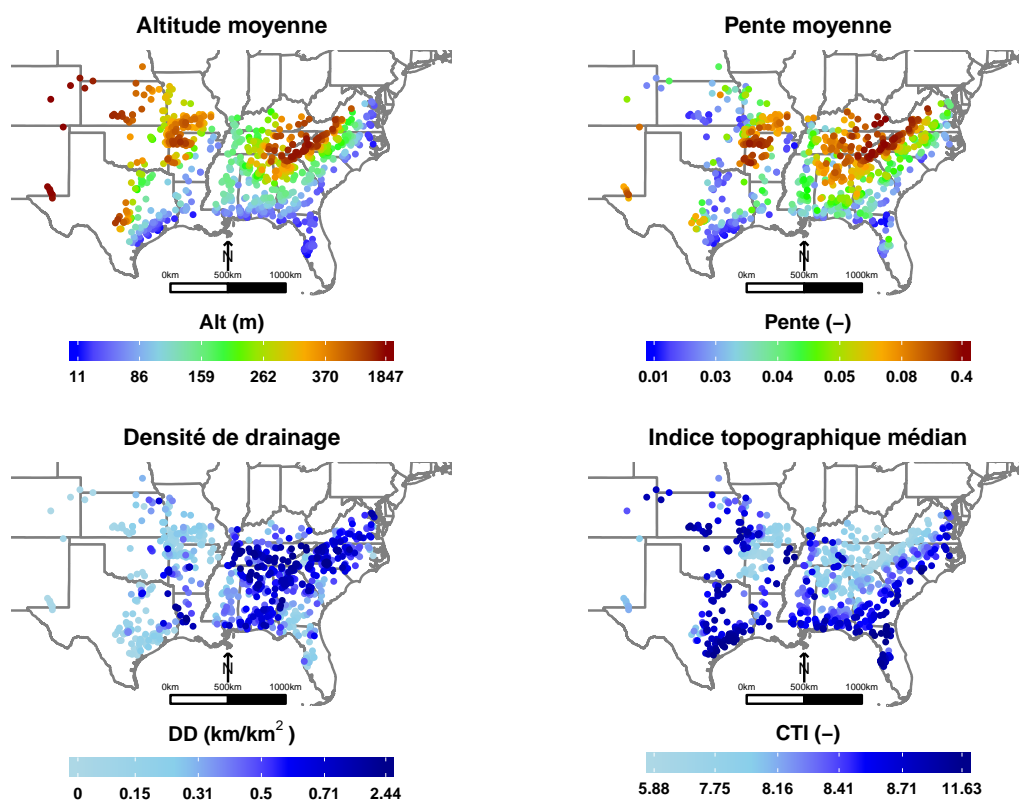 Altitude moyenne
Pente moyenne
N
0km 500km 1000km
N
0km 500km 1000km
Alt (m)
11 86 159 262 370 1847
Pente (−)
0.01 0.03 0.04 0.05 0.08 0.4
Densité de drainage
Indice topographique médian
N
0km 500km 1000km
N
0km 500km 1000km
DD (km/km²)
0 0.15 0.31 0.5 0.71 2.44
CTI (−)
5.88 7.75 8.16 8.41 8.71 11.63